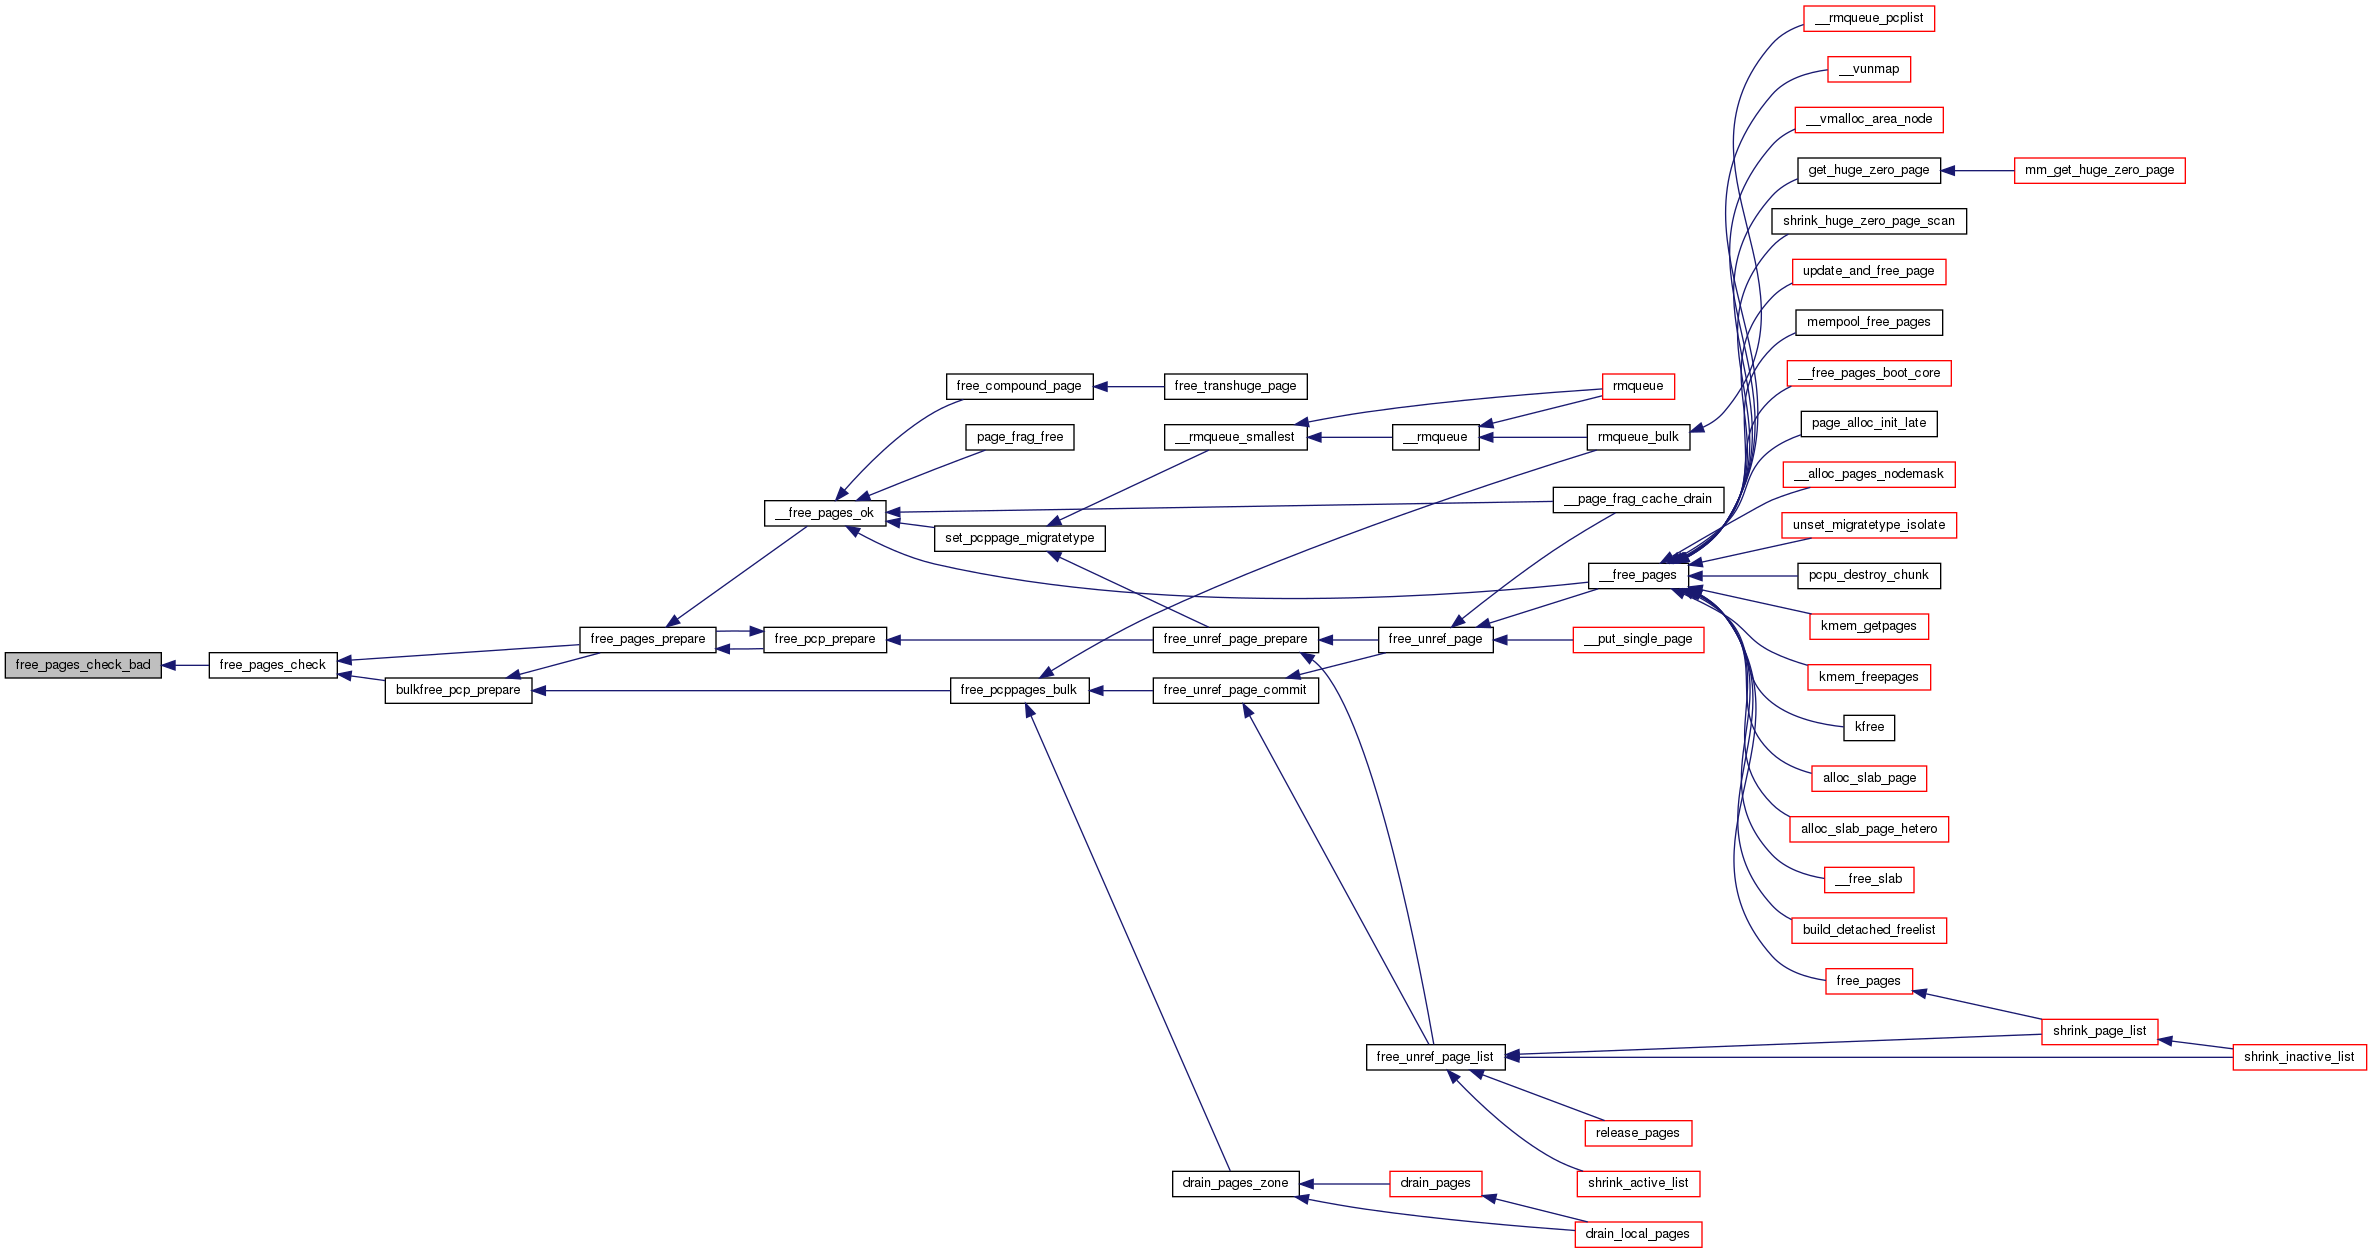 __rmqueue_pcplist
__vunmap
__vmalloc_area_node
get_huge_zero_page
mm_get_huge_zero_page
shrink_huge_zero_page_scan
update_and_free_page
mempool_free_pages
__free_pages_boot_core
free_compound_page
free_transhuge_page
rmqueue
page_alloc_init_late
page_frag_free
__rmqueue_smallest
__rmqueue
rmqueue_bulk
__alloc_pages_nodemask
__page_frag_cache_drain
__free_pages_ok
unset_migratetype_isolate
set_pcppage_migratetype
__free_pages
pcpu_destroy_chunk
kmem_getpages
free_pages_prepare
free_pcp_prepare
free_unref_page_prepare
free_unref_page
__put_single_page
free_pages_check_bad
free_pages_check
kmem_freepages
bulkfree_pcp_prepare
free_pcppages_bulk
free_unref_page_commit
kfree
alloc_slab_page
alloc_slab_page_hetero
__free_slab
build_detached_freelist
free_pages
shrink_page_list
free_unref_page_list
shrink_inactive_list
release_pages
drain_pages_zone
drain_pages
shrink_active_list
drain_local_pages